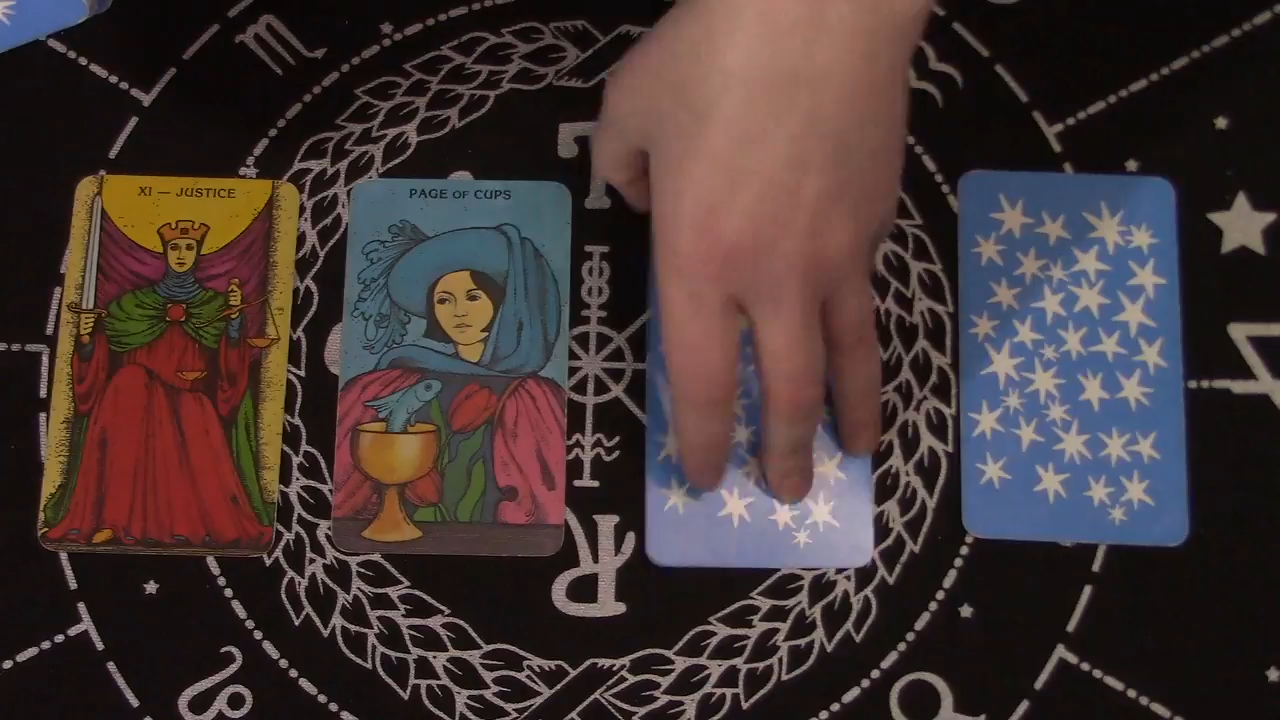 XI — JUSTICE
PAGE OF CUPS
T
R